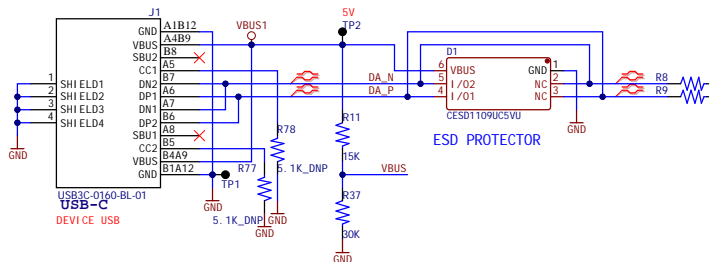 J1
GND A1B12
VBUS A4B9
SBU2 B8
CC1 A5
1 SHIELD1 DN2 B7
2 SHIELD2 DP1 A6
3 SHIELD3 DN1 A7
4 SHIELD4 DP2 B6
SBU1 A8
CC2 B5
VBUS B4A9
GND B1A12
GND
USB3C-0160-BL-01
USB-C
DEVICE USB
VBUS1
5V
TP2
DA_N
DA_P
TP1
R78
5.1K_DNP
R77
5.1K_DNP
GND
GND
GND
R11
15K
VBUS
R37
30K
GND
D1
6 VBUS GND 1
5 I/O2 NC 2
4 I/O1 NC 3
CESD1109UC5VU
ESD PROTECTOR
GND
R8
R9